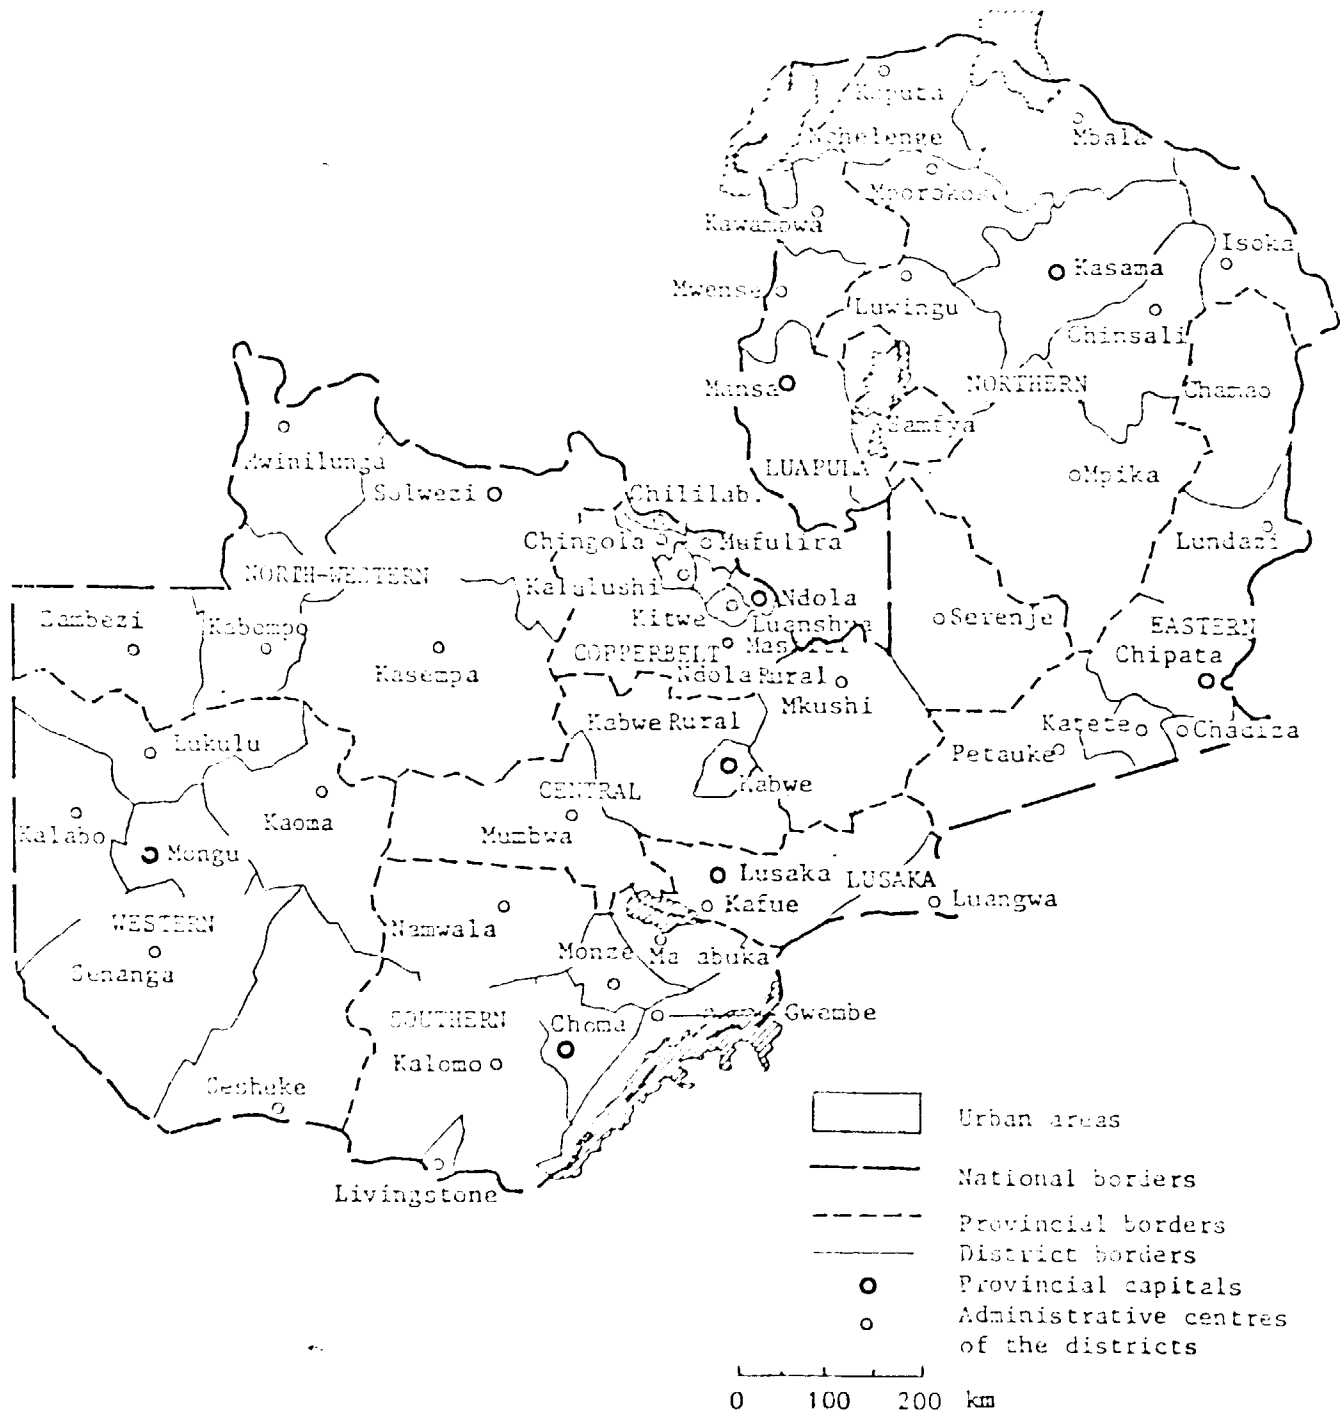 Kaputa
Nchelenge
Mbala
Mporokoso
Kawambwa
Isoka
Kasama
Mwense
Luwingu
Chinsali
Mansa
NORTHERN
Chamao
Samfya
Mwinilunga
LUAPULA
Mpika
Solwezi
Chililab.
Chingola
Mufulira
Lundazi
NORTH-WESTERN
Kalulushi
Ndola
Zambezi
Kabompo
Kitwe
Luanshya
Serenje
EASTERN
COPPERBELT
Chipata
Kasempa
Ndola Rural
Mkushi
Kabwe Rural
Katete
Chadiza
Lukulu
Petauke
Kabwe
CENTRAL
Kaoma
Kalabo
Mumbwa
Mongu
Lusaka
LUSAKA
Kafue
Luangwa
WESTERN
Namwala
Monze
Ma abuka
Senanga
SOUTHERN
Choma
Gwembe
Kalomo
Sesheke
Livingstone
Urban areas
National borders
Provincial borders
District borders
Provincial capitals
Administrative centres
of the districts
0 100 200 km